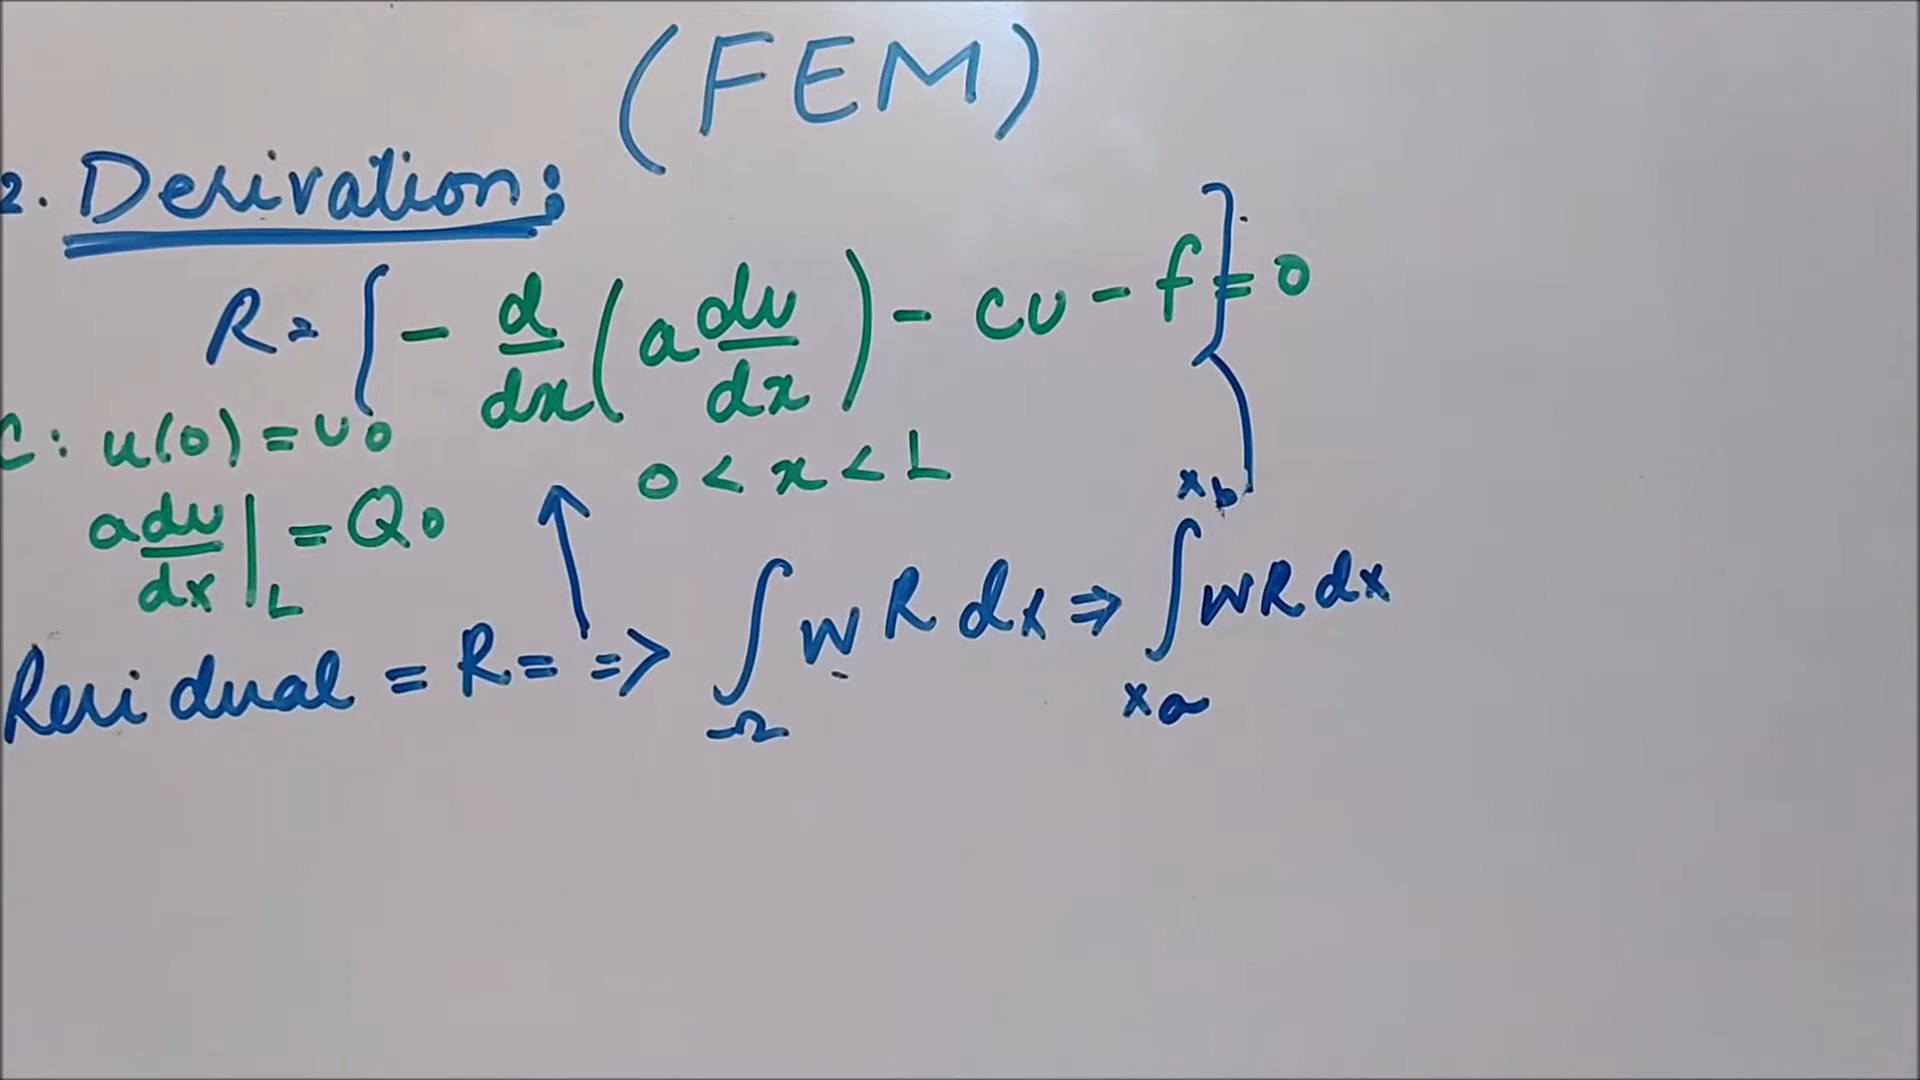 (FEM)
2. Derivation:
R = { - d/dx (a du/dx) - cu - f } = 0
C: u(0) = u0
0 < x < L
a du/dx |L = Q0
Residual = R = => ∫Ω w R dx => ∫xa^xb w R dx